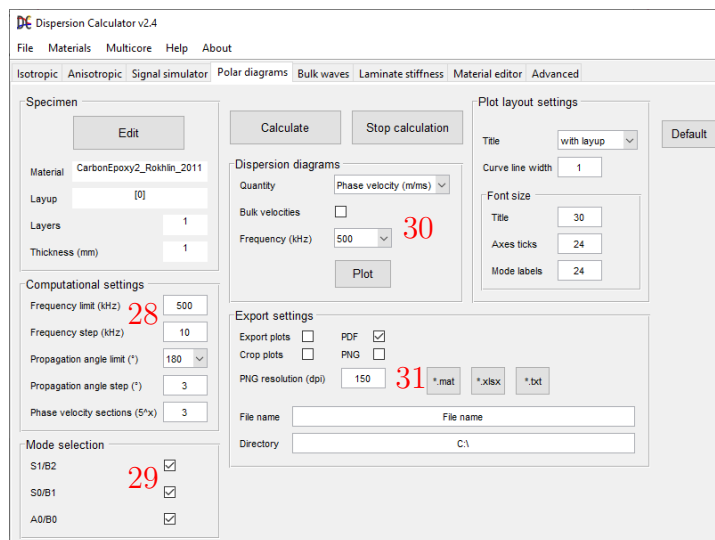 Dispersion Calculator v2.4
File Materials Multicore Help About
Isotropic Anisotropic Signal simulator Polar diagrams Bulk waves Laminate stiffness Material editor Advanced
Specimen
Edit
Material CarbonEpoxy2_Rokhlin_2011
Layup [0]
Layers 1
Thickness (mm) 1
Computational settings
Frequency limit (kHz) 500
28
Frequency step (kHz) 10
Propagation angle limit (°) 180
Propagation angle step (°) 3
Phase velocity sections (5^x) 3
Mode selection
S1/B2
29
S0/B1
A0/B0
Calculate Stop calculation
Dispersion diagrams
Quantity Phase velocity (m/ms)
Bulk velocities
30
Frequency (kHz) 500
Plot
Plot layout settings
Title with layup
Curve line width 1
Font size
Title 30
Axes ticks 24
Mode labels 24
Default
Export settings
Export plots PDF
Crop plots PNG
PNG resolution (dpi) 150 31 *.mat *.xlsx *.txt
File name File name
Directory C:\